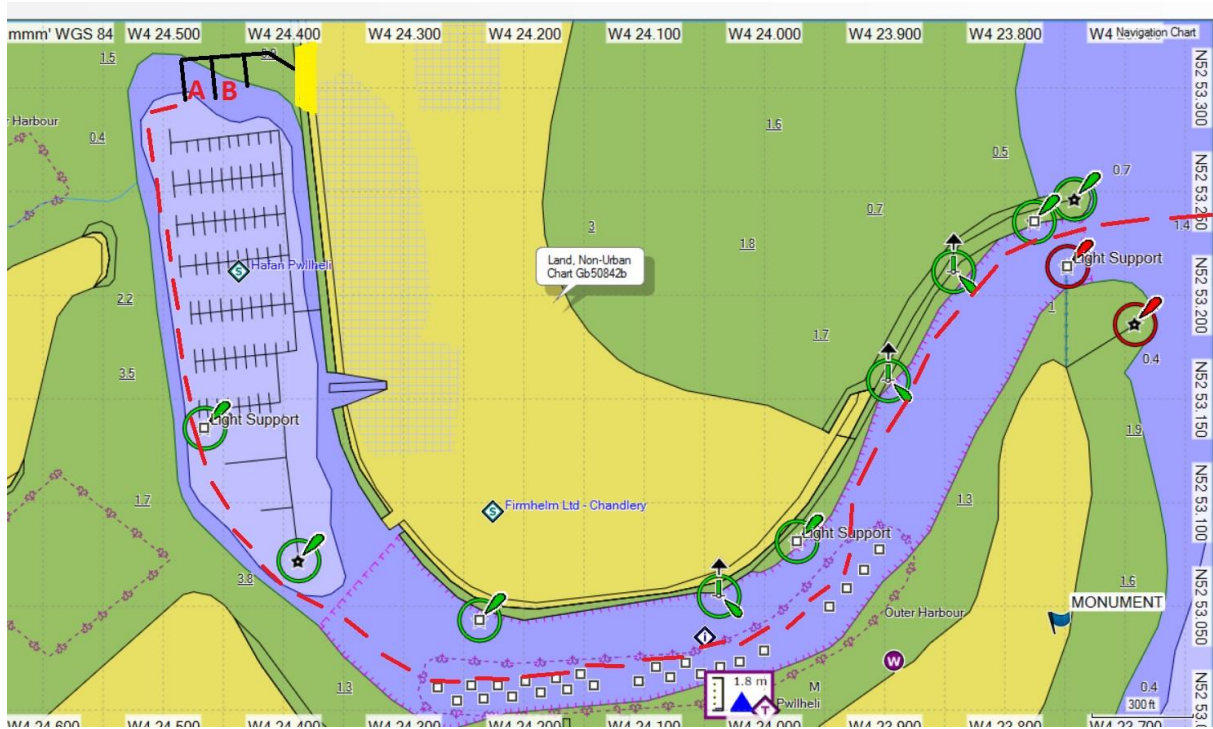 mmm' WGS 84 W4 24.500 W4 24.400 W4 24.300 W4 24.200 W4 24.100 W4 24.000 W4 23.900 W4 23.800 W4 Navigation Chart
1.5
A B
N52 53.300
Harbour
0.4
1.6
0.5
0.7
N52 53.250
0.7
1.4
3
1.8
S Hafan Pwllheli
Land, Non-Urban
Chart Gb50842b
Light Support
2.2
1
N52 53.200
1.7
0.4
3.5
Light Support
1.9
N52 53.150
1.7
1.3
S Firmhelm Ltd - Chandlery
N52 53.100
Light Support
3.8
1.6
MONUMENT
Outer Harbour
N52 53.050
i
W
1.3
1.8 m
M
0.4
T Pwllheli
300 ft
N52 53.0
W4 24.600 W4 24.500 W4 24.400 W4 24.300 W4 24.200 W4 24.100 W4 24.000 W4 23.900 W4 23.800 W4 23.700